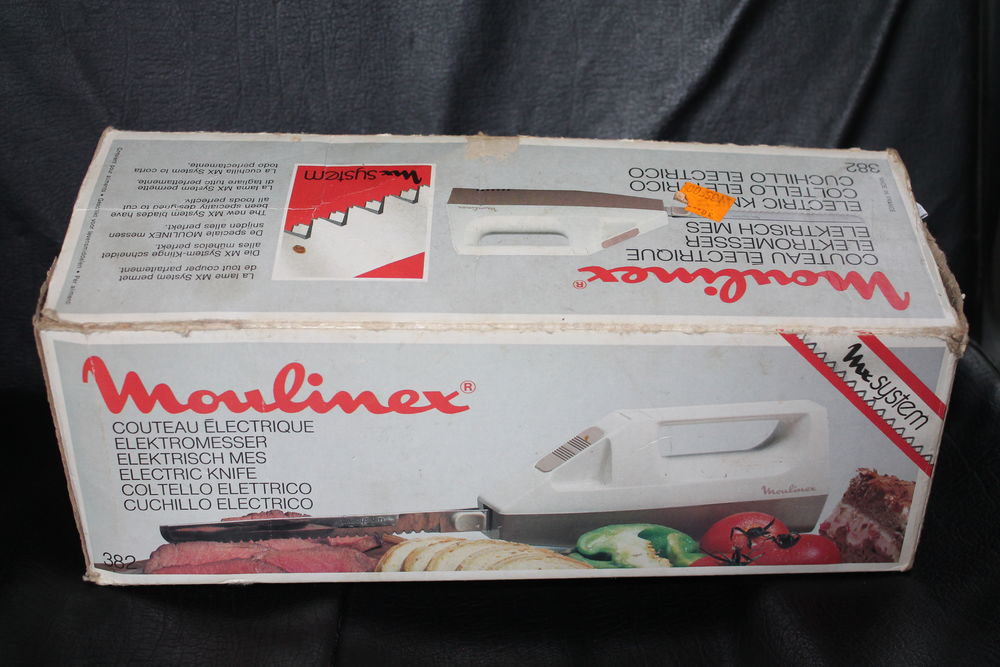 Moulinex®
COUTEAU ÉLECTRIQUE
ELEKTROMESSER
ELEKTRISCH MES
ELECTRIC KNIFE
COLTELLO ELETTRICO
CUCHILLO ELECTRICO
382
Mx system
Moulinex
Moulinex®
COUTEAU ÉLECTRIQUE
ELEKTROMESSER
ELEKTRISCH MES
ELECTRIC
COLTELLO ELETTRICO
CUCHILLO ELECTRICO
382
Moulinex
Mx system
La lame MX System permet
de tout couper parfaitement.
Die MX System-Klinge schneidet
alles mühelos perfekt.
De speciale MOULINEX messen
snijden alles perfekt.
The new MX System blades have
been specially designed to cut
all foods perfectly.
La lama MX System permette
di tagliare tutto perfettamente.
La cuchilla MX System lo corta
todo perfectamente.